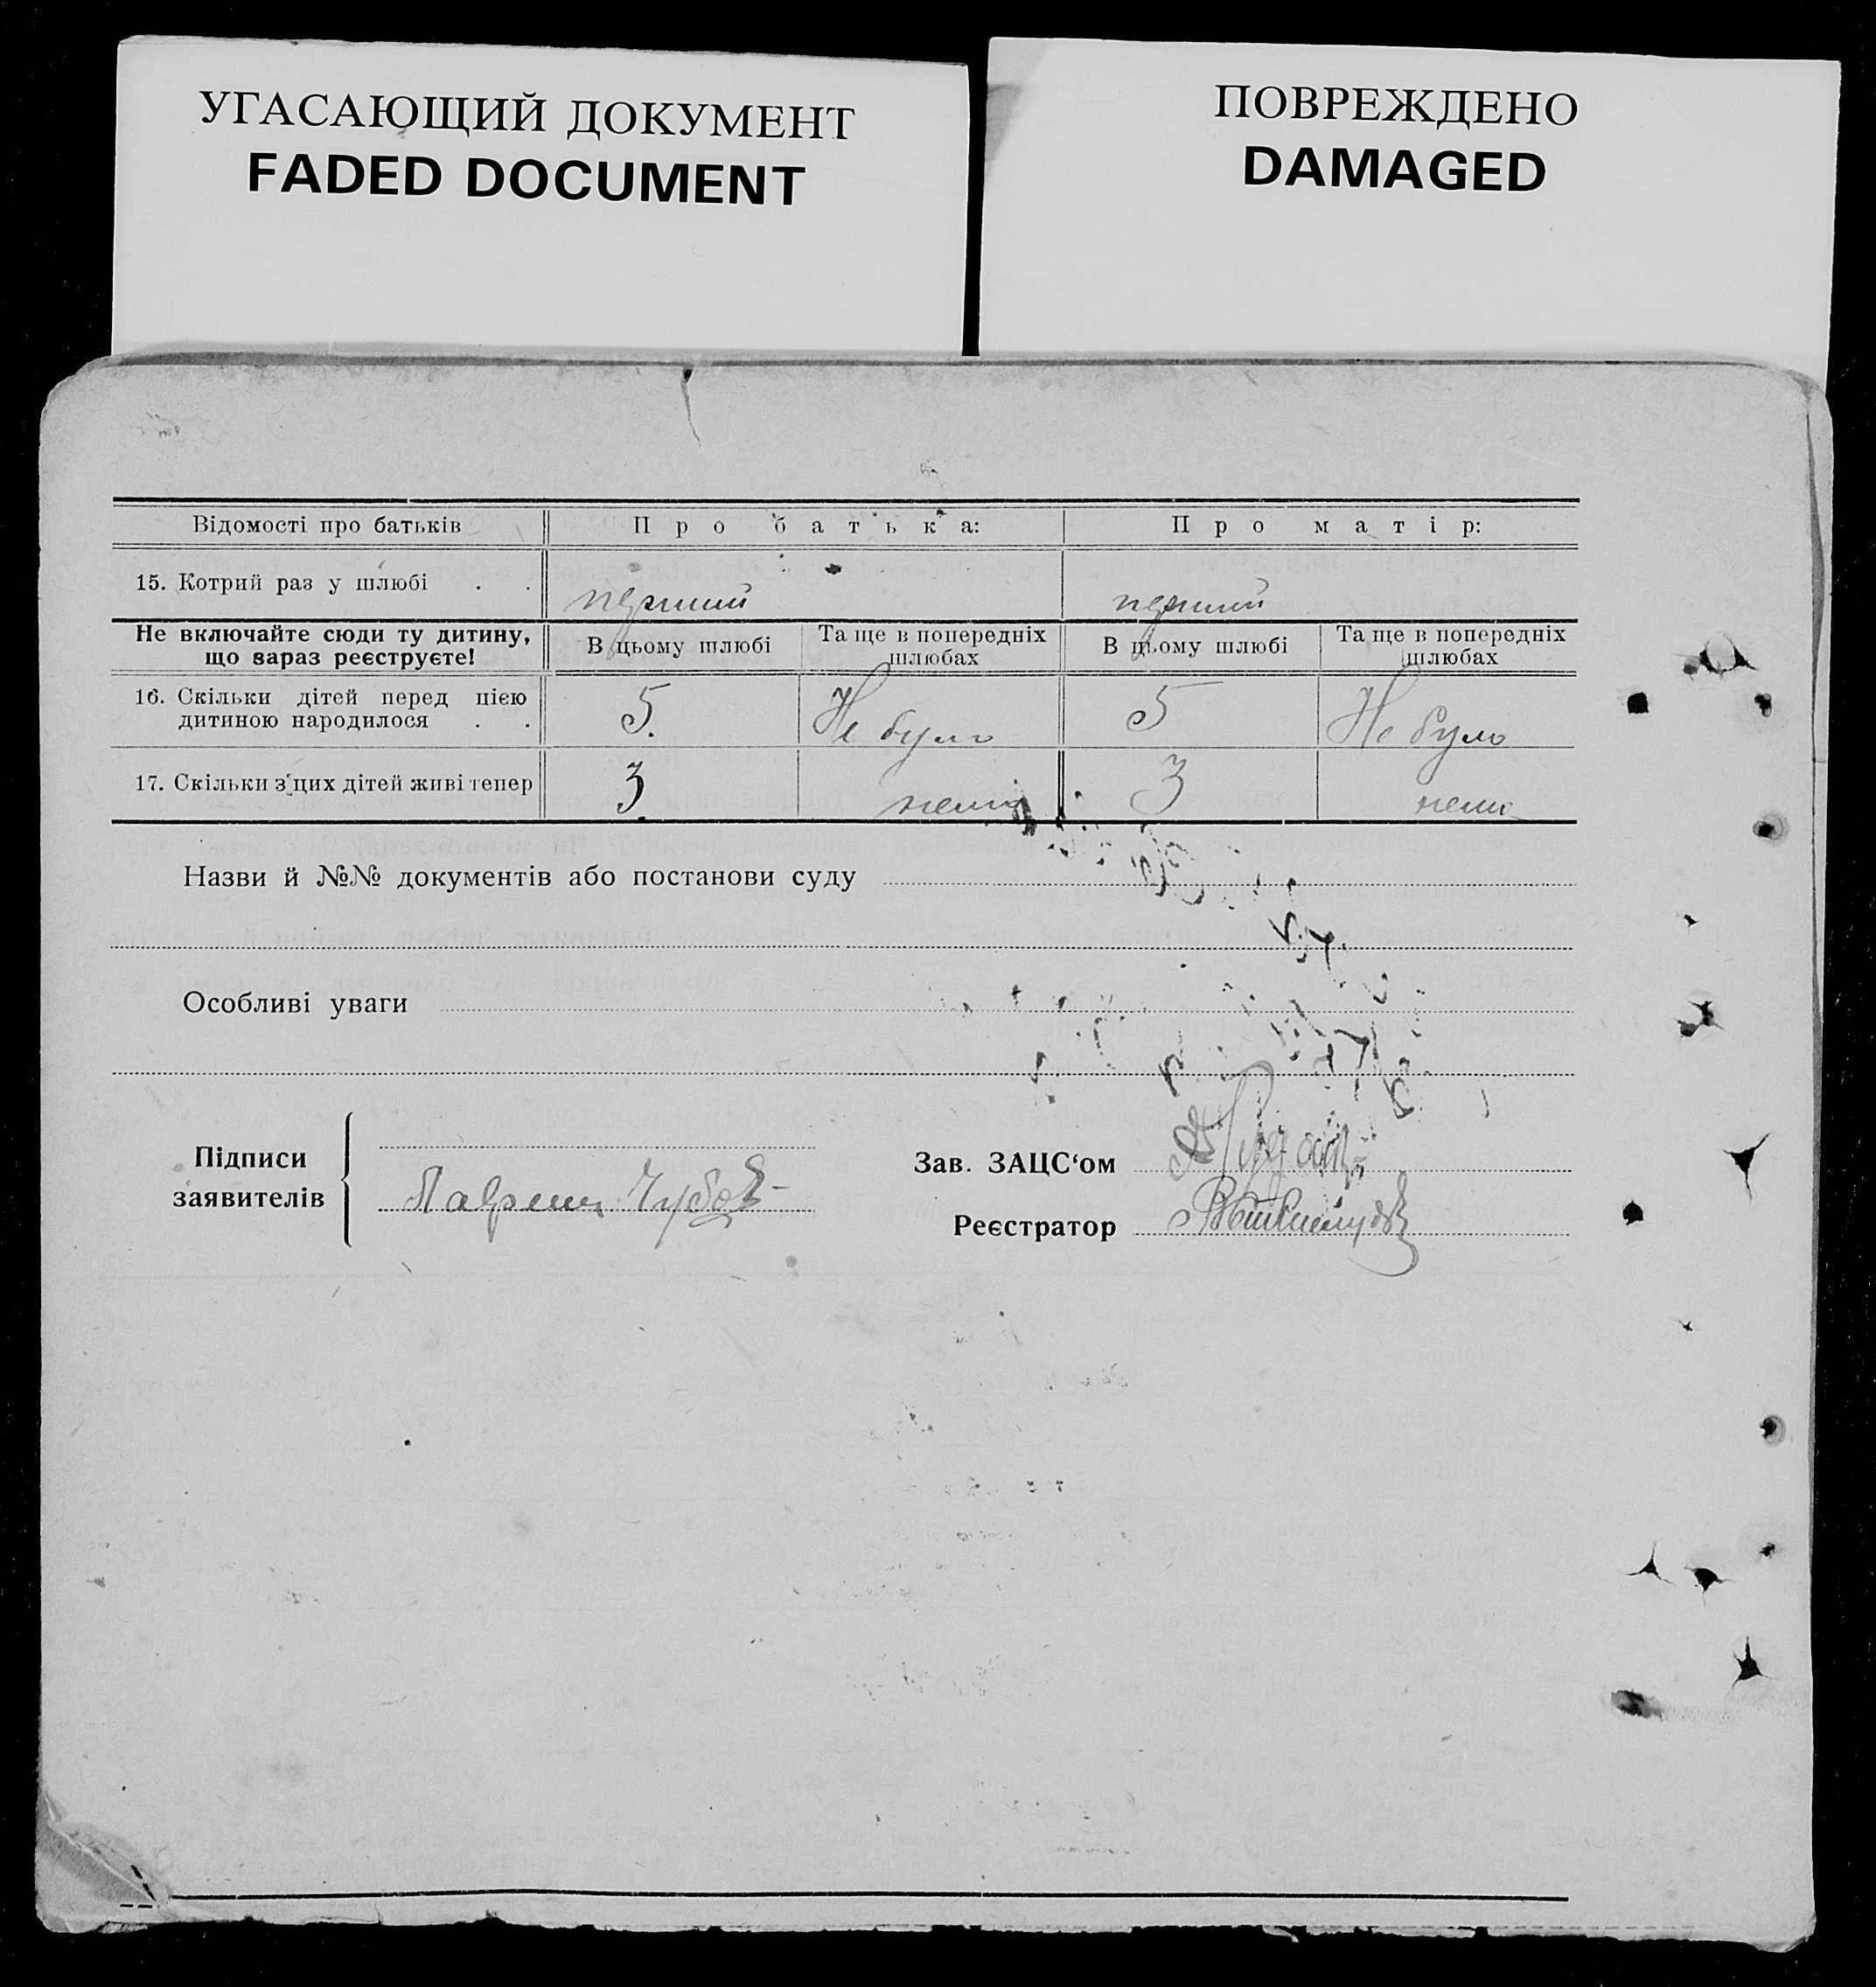 УГАСАЮЩИЙ ДОКУМЕНТ
FADED DOCUMENT
ПОВРЕЖДЕНО
DAMAGED
Відомості про батьків
Про батька:
Про матір:
15. Котрий раз у шлюбі . .
перший
перший
Не включайте сюди ту дитину,
що зараз реєструєте!
В цьому шлюбі
Та ще в попередніх
шлюбах
В цьому шлюбі
Та ще в попередніх
шлюбах
16. Скільки дітей перед цією
дитиною народилося . .
5.
Не було
5
Не було
17. Скільки з цих дітей живі тепер
3
нема
3
нема
Назви й №№ документів або постанови суду
Особливі уваги
Підписи
заявителів
Зав. ЗАЦС‘ом
Реєстратор